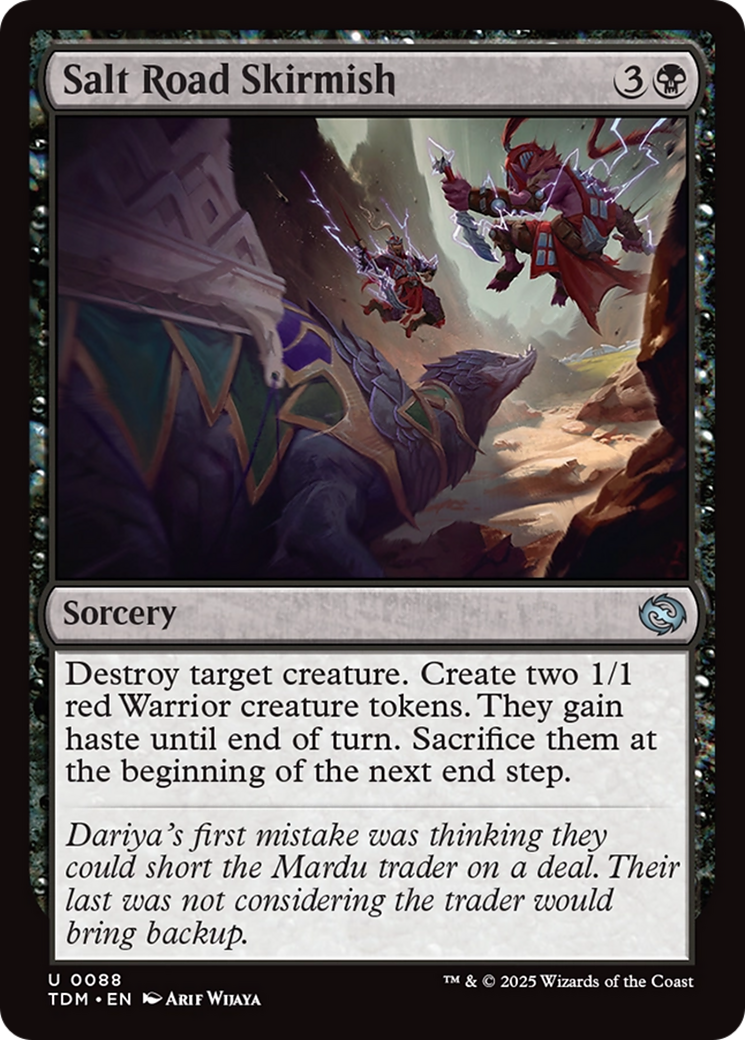 Salt Road Skirmish 3
Sorcery
Destroy target creature. Create two 1/1
red Warrior creature tokens. They gain
haste until end of turn. Sacrifice them at
the beginning of the next end step.
Dariya's first mistake was thinking they
could short the Mardu trader on a deal. Their
last was not considering the trader would
bring backup.
U 0088
TDM • EN Arif Wijaya
™ & © 2025 Wizards of the Coast